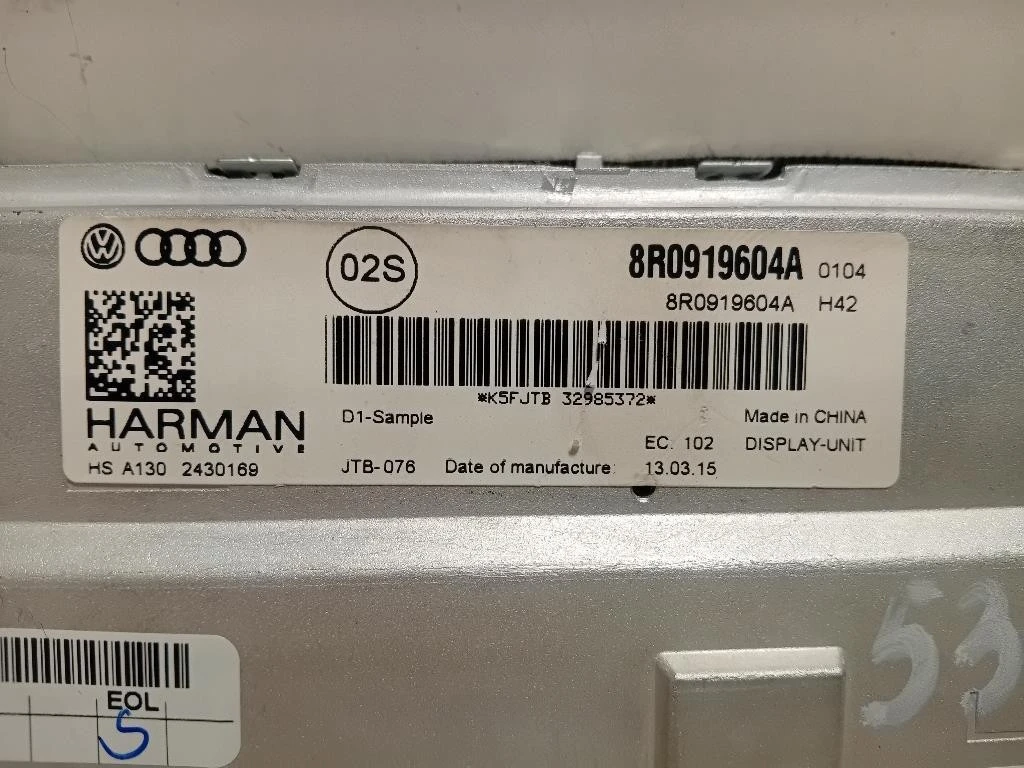 02S
8R0919604A 0104
8R0919604A H42
*K5FJTB 32985372*
HARMAN
AUTOMOTIVE
HS A130 2430169
D1-Sample
Made in CHINA
EC. 102 DISPLAY-UNIT
JTB-076 Date of manufacture: 13.03.15
EOL
S
53